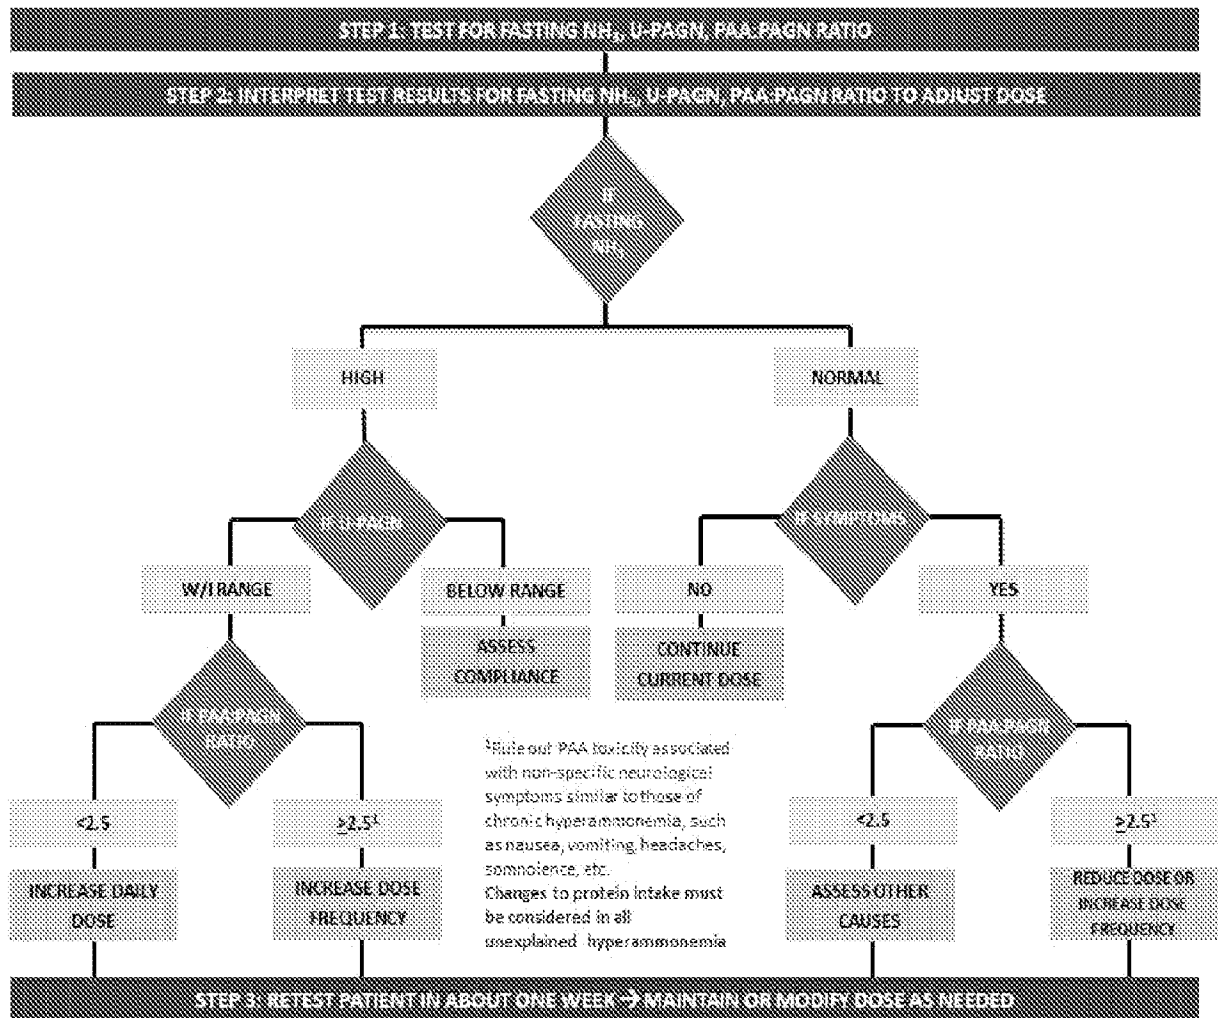 STEP 1: TEST FOR FASTING NH₃, U-PAGN, PAA:PAGN RATIO
STEP 2: INTERPRET TEST RESULTS FOR FASTING NH₃, U-PAGN, PAA-PAGN RATIO TO ADJUST DOSE
IF
FASTING
NH₃
HIGH
NORMAL
IF U-PAGN
IF SYMPTOMS
W/I RANGE
BELOW RANGE
NO
YES
ASSESS
COMPLIANCE
CONTINUE
CURRENT DOSE
IF PAA:PAGN
RATIO
IF PAA:PAGN
RATIO
¹Rule out PAA toxicity associated
with non-specific neurological
symptoms similar to those of
chronic hyperammonemia, such
as nausea, vomiting, headaches,
somnolence, etc.
Changes to protein intake must
be considered in all
unexplained hyperammonemia
<2.5
≥2.5¹
<2.5
≥2.5¹
INCREASE DAILY
DOSE
INCREASE DOSE
FREQUENCY
ASSESS OTHER
CAUSES
REDUCE DOSE OR
INCREASE DOSE
FREQUENCY
STEP 3: RETEST PATIENT IN ABOUT ONE WEEK → MAINTAIN OR MODIFY DOSE AS NEEDED